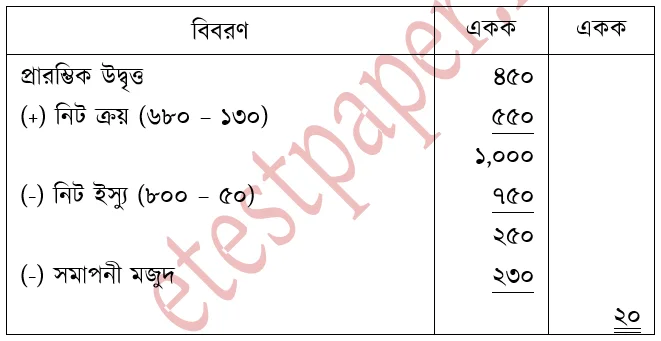 বিবরণ একক একক
প্রারম্ভিক উদ্বৃত্ত ৪৫০
(+) নিট ক্রয় (৬৮০ – ১৩০) ৫৫০
১,০০০
(-) নিট ইস্যু (৮০০ – ৫০) ৭৫০
২৫০
(-) সমাপনী মজুদ ২৩০
২০
etestpaper.